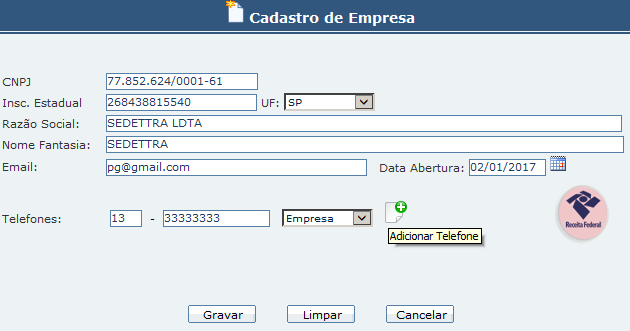 Cadastro de Empresa
CNPJ 77.852.624/0001-61
Insc. Estadual 268438815540 UF: SP
Razão Social: SEDETTRA LDTA
Nome Fantasia: SEDETTRA
Email: pg@gmail.com Data Abertura: 02/01/2017
Telefones: 13 - 33333333 Empresa
Adicionar Telefone
Receita Federal
Gravar Limpar Cancelar